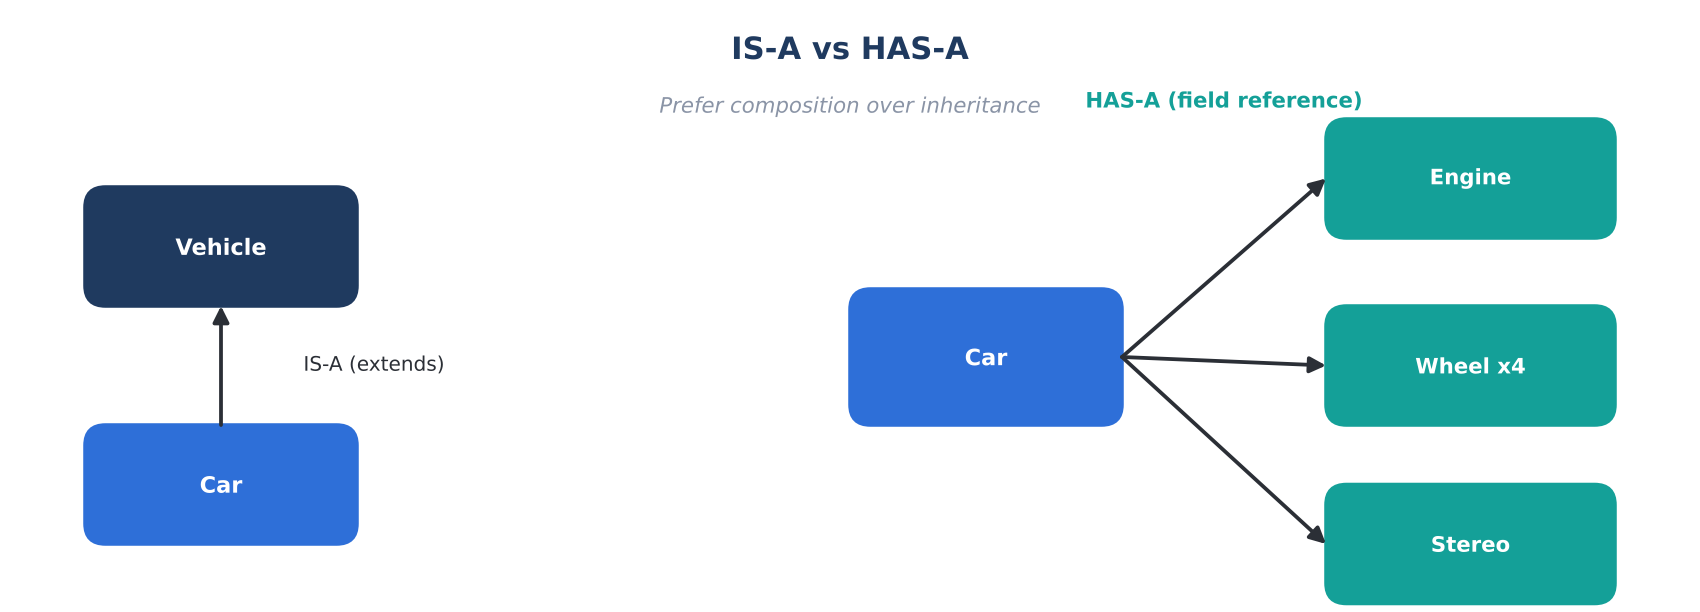 IS-A vs HAS-A
Prefer composition over inheritance
HAS-A (field reference)
Vehicle
IS-A (extends)
Car
Car
Engine
Wheel x4
Stereo